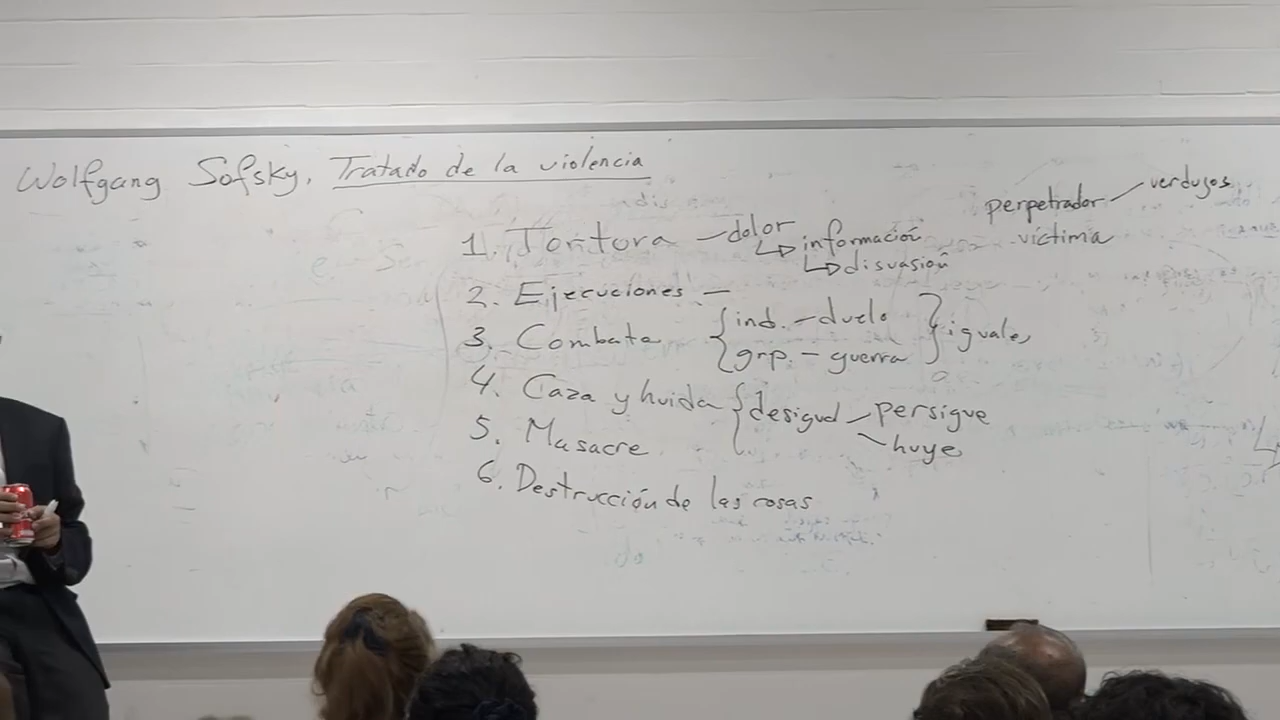 Wolfgang Sofsky, Tratado de la violencia
perpetrador — verdugos
víctima
1. Tortura — dolor
↳ información
↳ disuasión
2. Ejecuciones —
3. Combate { ind. — duelo } iguales
grp. — guerra
4. Caza y huida { desigual — persigue
huye
5. Masacre
6. Destrucción de las cosas